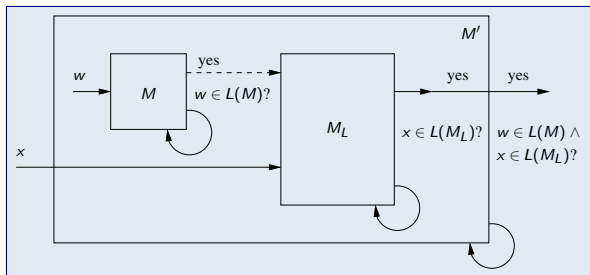 M′
w
M
yes
w ∈ L(M)?
M_L
x
yes
x ∈ L(M_L)?
yes
w ∈ L(M) ∧
x ∈ L(M_L)?